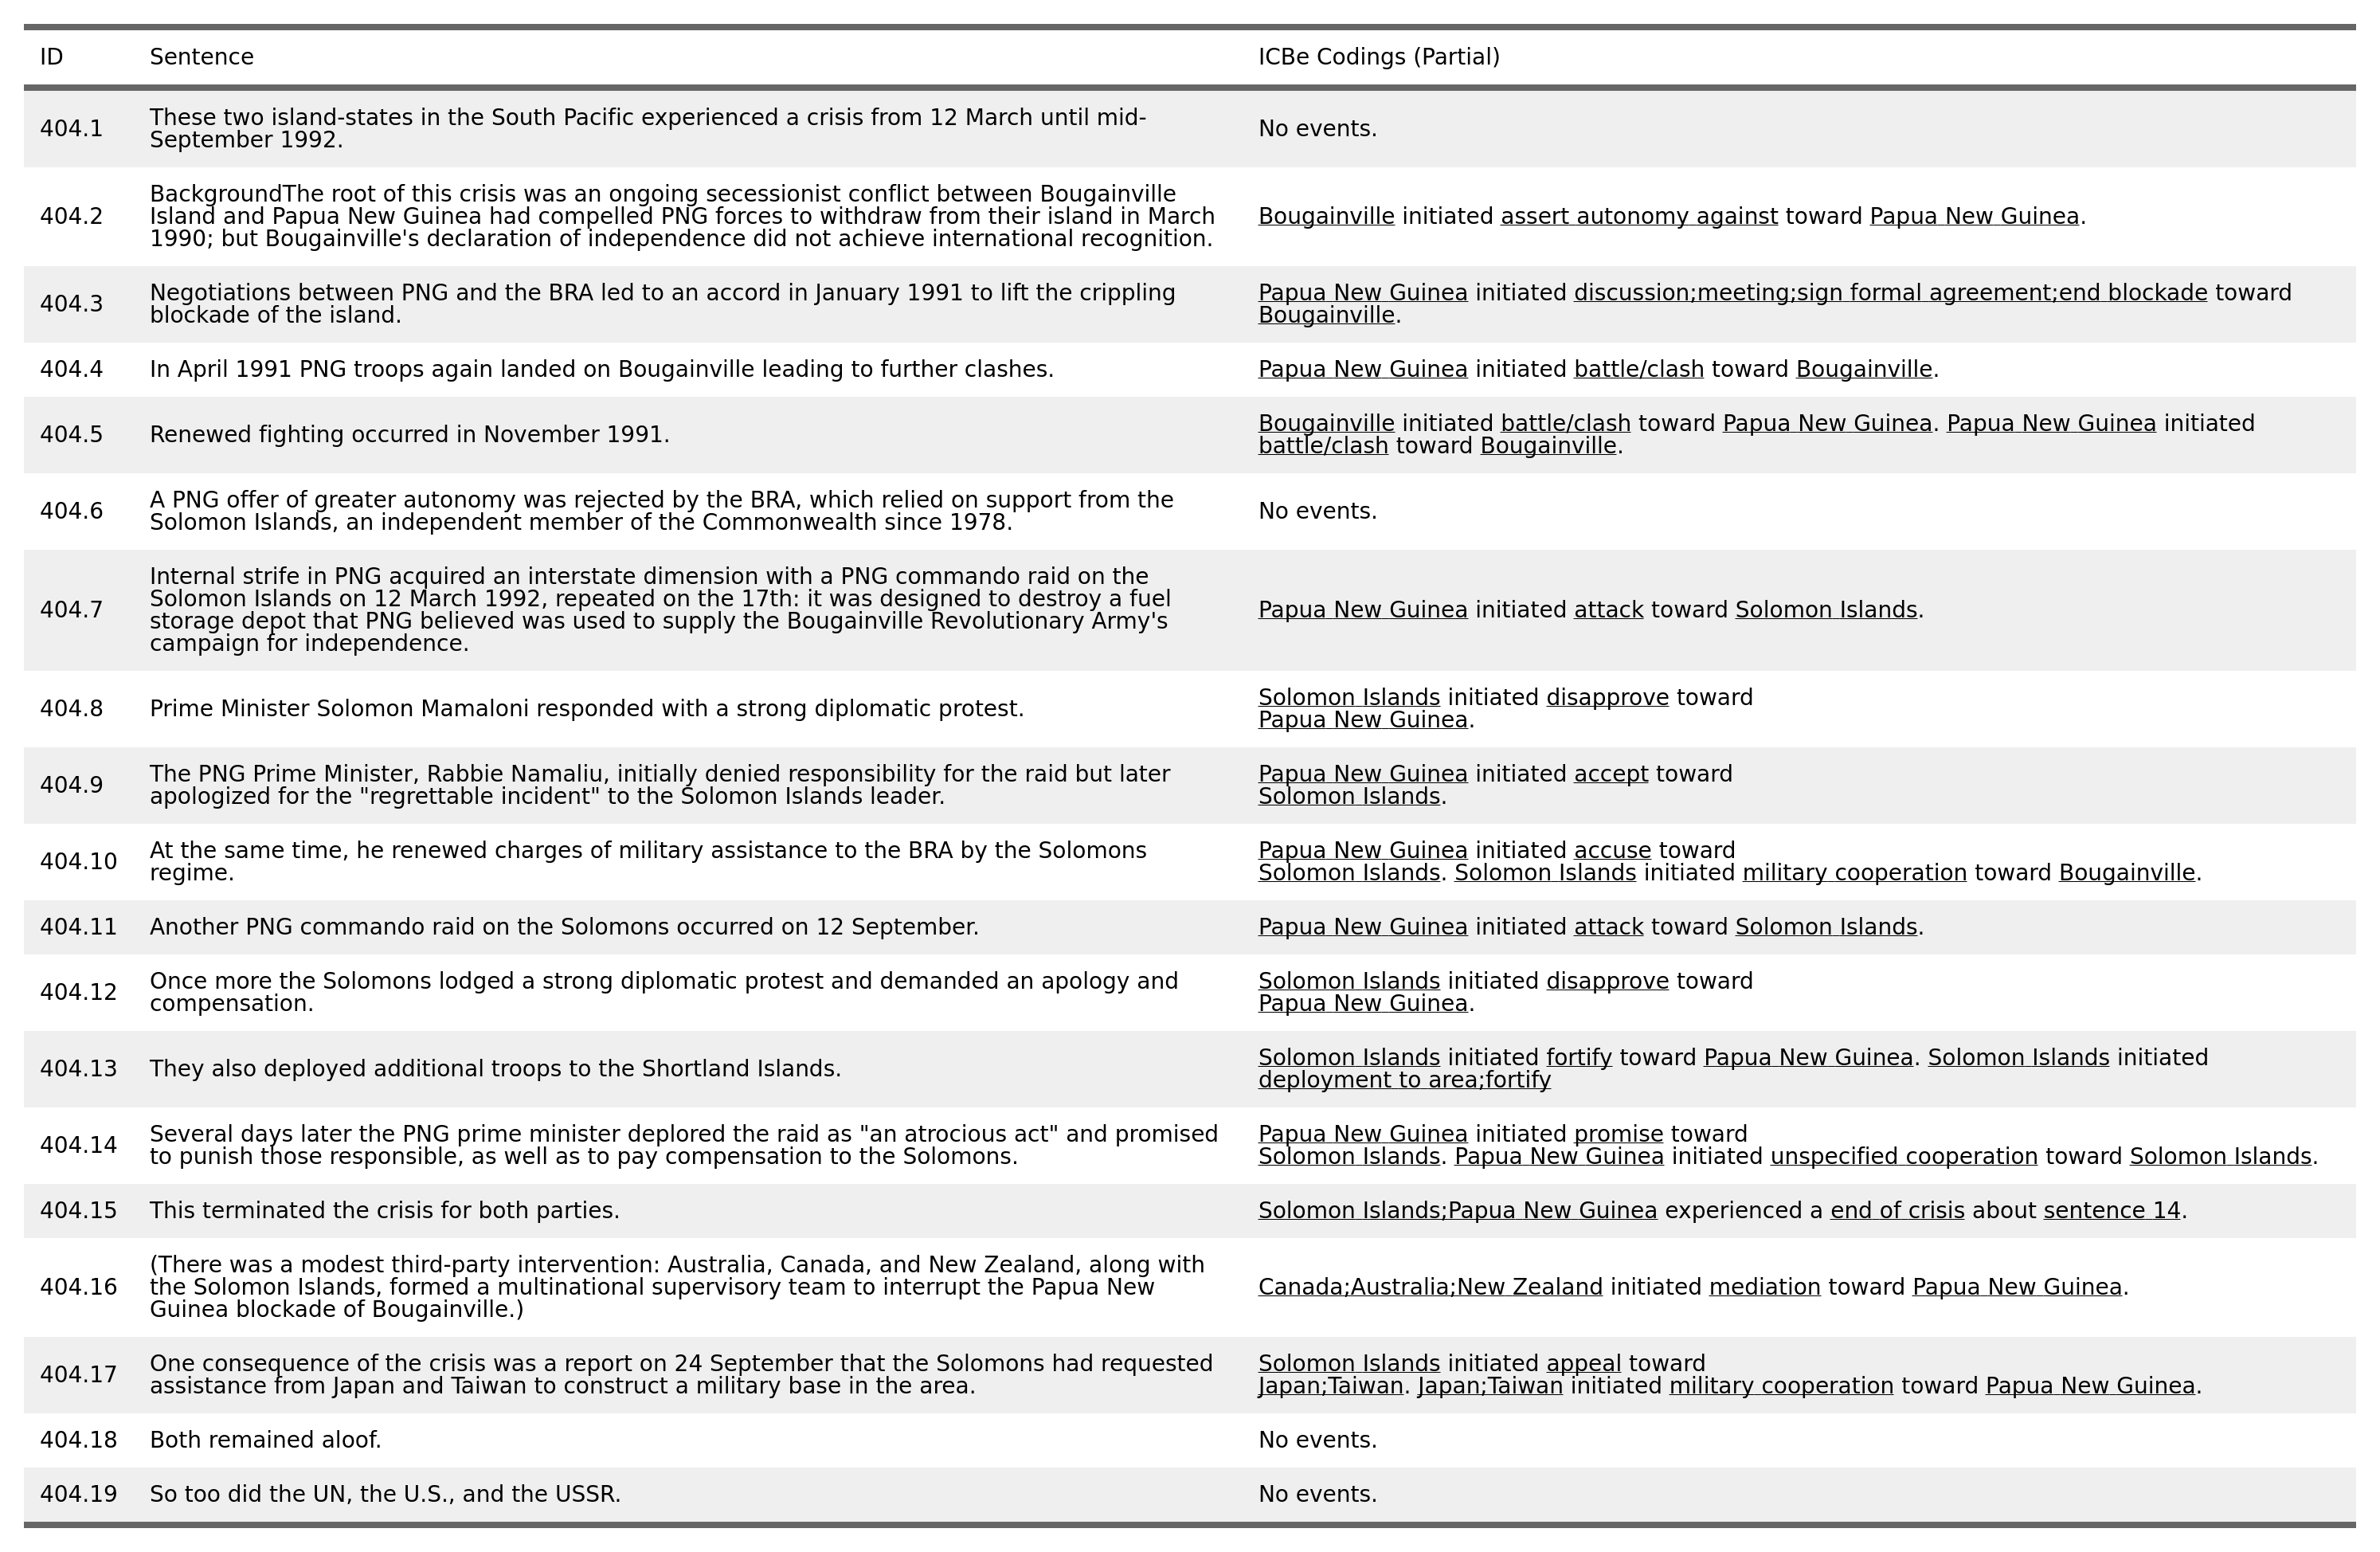 ID Sentence ICBe Codings (Partial)
404.1 These two island-states in the South Pacific experienced a crisis from 12 March until mid-
September 1992. No events.
404.2 BackgroundThe root of this crisis was an ongoing secessionist conflict between Bougainville
Island and Papua New Guinea had compelled PNG forces to withdraw from their island in March
1990; but Bougainville's declaration of independence did not achieve international recognition.
Bougainville initiated assert autonomy against toward Papua New Guinea.
404.3 Negotiations between PNG and the BRA led to an accord in January 1991 to lift the crippling
blockade of the island.
Papua New Guinea initiated discussion;meeting;sign formal agreement;end blockade toward
Bougainville.
404.4 In April 1991 PNG troops again landed on Bougainville leading to further clashes.
Papua New Guinea initiated battle/clash toward Bougainville.
404.5 Renewed fighting occurred in November 1991.
Bougainville initiated battle/clash toward Papua New Guinea. Papua New Guinea initiated
battle/clash toward Bougainville.
404.6 A PNG offer of greater autonomy was rejected by the BRA, which relied on support from the
Solomon Islands, an independent member of the Commonwealth since 1978.
No events.
404.7 Internal strife in PNG acquired an interstate dimension with a PNG commando raid on the
Solomon Islands on 12 March 1992, repeated on the 17th: it was designed to destroy a fuel
storage depot that PNG believed was used to supply the Bougainville Revolutionary Army's
campaign for independence.
Papua New Guinea initiated attack toward Solomon Islands.
404.8 Prime Minister Solomon Mamaloni responded with a strong diplomatic protest.
Solomon Islands initiated disapprove toward
Papua New Guinea.
404.9 The PNG Prime Minister, Rabbie Namaliu, initially denied responsibility for the raid but later
apologized for the "regrettable incident" to the Solomon Islands leader.
Papua New Guinea initiated accept toward
Solomon Islands.
404.10 At the same time, he renewed charges of military assistance to the BRA by the Solomons
regime.
Papua New Guinea initiated accuse toward
Solomon Islands. Solomon Islands initiated military cooperation toward Bougainville.
404.11 Another PNG commando raid on the Solomons occurred on 12 September.
Papua New Guinea initiated attack toward Solomon Islands.
404.12 Once more the Solomons lodged a strong diplomatic protest and demanded an apology and
compensation.
Solomon Islands initiated disapprove toward
Papua New Guinea.
404.13 They also deployed additional troops to the Shortland Islands.
Solomon Islands initiated fortify toward Papua New Guinea. Solomon Islands initiated
deployment to area;fortify
404.14 Several days later the PNG prime minister deplored the raid as "an atrocious act" and promised
to punish those responsible, as well as to pay compensation to the Solomons.
Papua New Guinea initiated promise toward
Solomon Islands. Papua New Guinea initiated unspecified cooperation toward Solomon Islands.
404.15 This terminated the crisis for both parties.
Solomon Islands;Papua New Guinea experienced a end of crisis about sentence 14.
404.16 (There was a modest third-party intervention: Australia, Canada, and New Zealand, along with
the Solomon Islands, formed a multinational supervisory team to interrupt the Papua New
Guinea blockade of Bougainville.)
Canada;Australia;New Zealand initiated mediation toward Papua New Guinea.
404.17 One consequence of the crisis was a report on 24 September that the Solomons had requested
assistance from Japan and Taiwan to construct a military base in the area.
Solomon Islands initiated appeal toward
Japan;Taiwan. Japan;Taiwan initiated military cooperation toward Papua New Guinea.
404.18 Both remained aloof. No events.
404.19 So too did the UN, the U.S., and the USSR. No events.